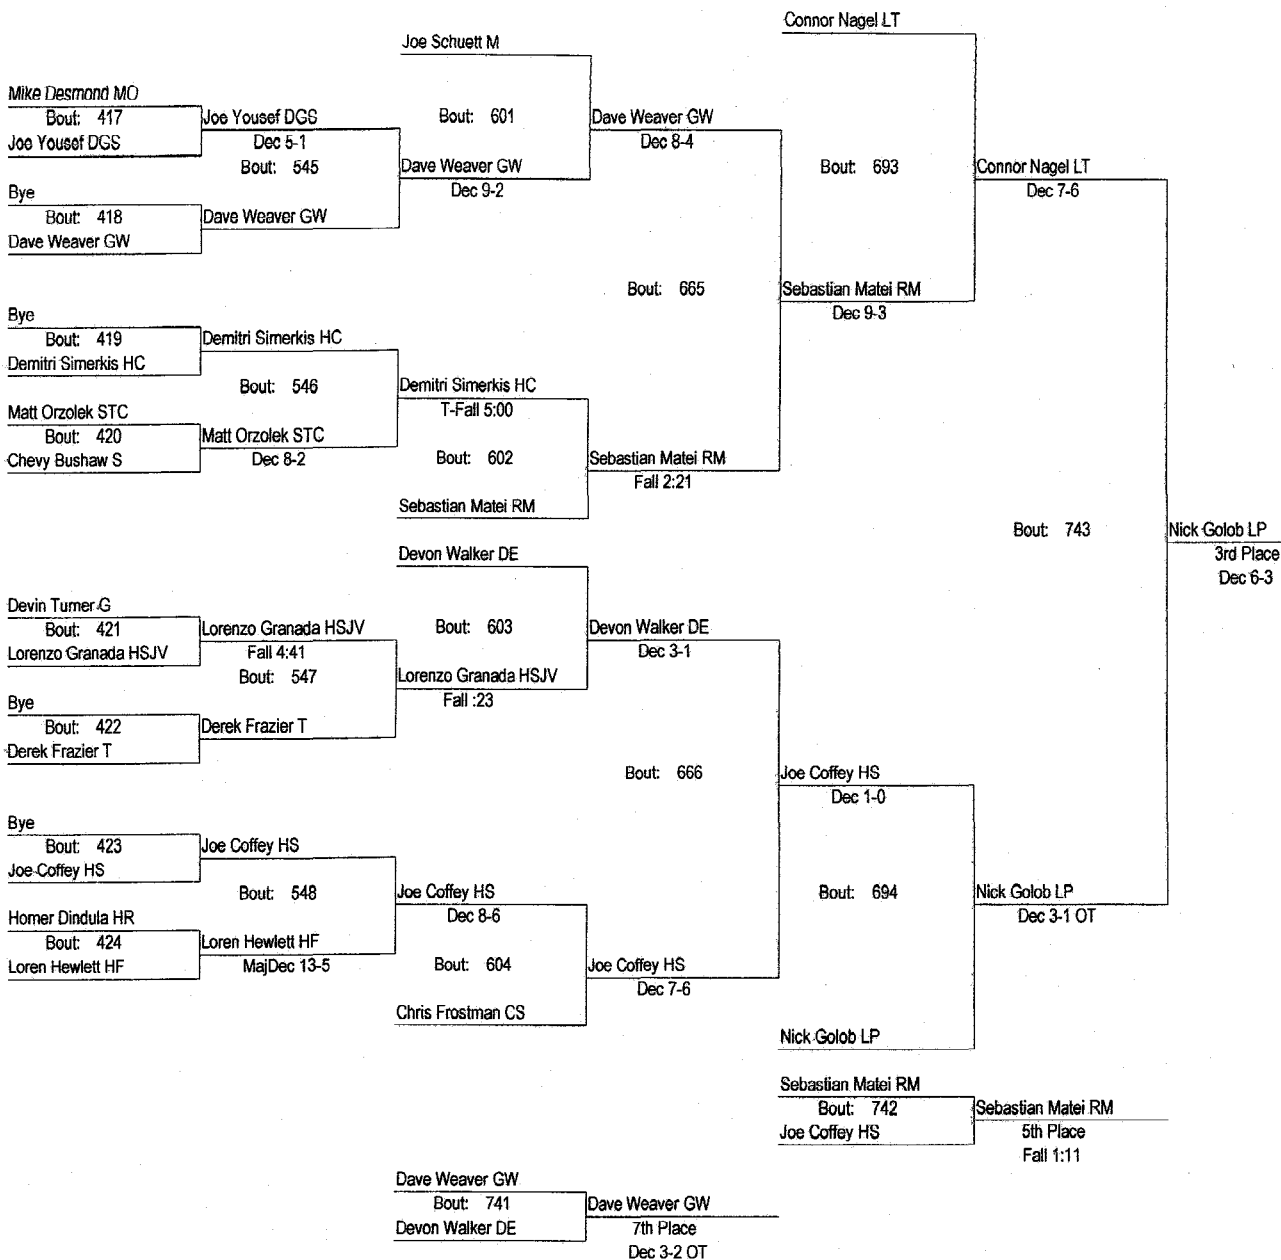 Connor Nagel LT
Joe Schuett M
Mike Desmond MO
Bout: 417
Joe Yousef DGS
Joe Yousef DGS
Dec 5-1
Bout: 545
Bye
Bout: 418
Dave Weaver GW
Dave Weaver GW
Dave Weaver GW
Dec 9-2
Bout: 601
Dave Weaver GW
Dec 8-4
Bout: 693
Connor Nagel LT
Dec 7-6
Bout: 665
Sebastian Matei RM
Dec 9-3
Bye
Bout: 419
Demitri Simerkis HC
Demitri Simerkis HC
Bout: 546
Demitri Simerkis HC
T-Fall 5:00
Matt Orzolek STC
Bout: 420
Chevy Bushaw S
Matt Orzolek STC
Dec 8-2
Bout: 602
Sebastian Matei RM
Fall 2:21
Sebastian Matei RM
Bout: 743
Nick Golob LP
3rd Place
Dec 6-3
Devon Walker DE
Devin Turner G
Bout: 421
Lorenzo Granada HSJV
Lorenzo Granada HSJV
Fall 4:41
Bout: 547
Bout: 603
Devon Walker DE
Dec 3-1
Lorenzo Granada HSJV
Fall :23
Bye
Bout: 422
Derek Frazier T
Derek Frazier T
Bout: 666
Joe Coffey HS
Dec 1-0
Bye
Bout: 423
Joe Coffey HS
Joe Coffey HS
Bout: 548
Joe Coffey HS
Dec 8-6
Bout: 694
Nick Golob LP
Dec 3-1 OT
Homer Dindula HR
Bout: 424
Loren Hewlett HF
Loren Hewlett HF
MajDec 13-5
Bout: 604
Joe Coffey HS
Dec 7-6
Chris Frostman CS
Nick Golob LP
Sebastian Matei RM
Bout: 742
Joe Coffey HS
Sebastian Matei RM
5th Place
Fall 1:11
Dave Weaver GW
Bout: 741
Devon Walker DE
Dave Weaver GW
7th Place
Dec 3-2 OT